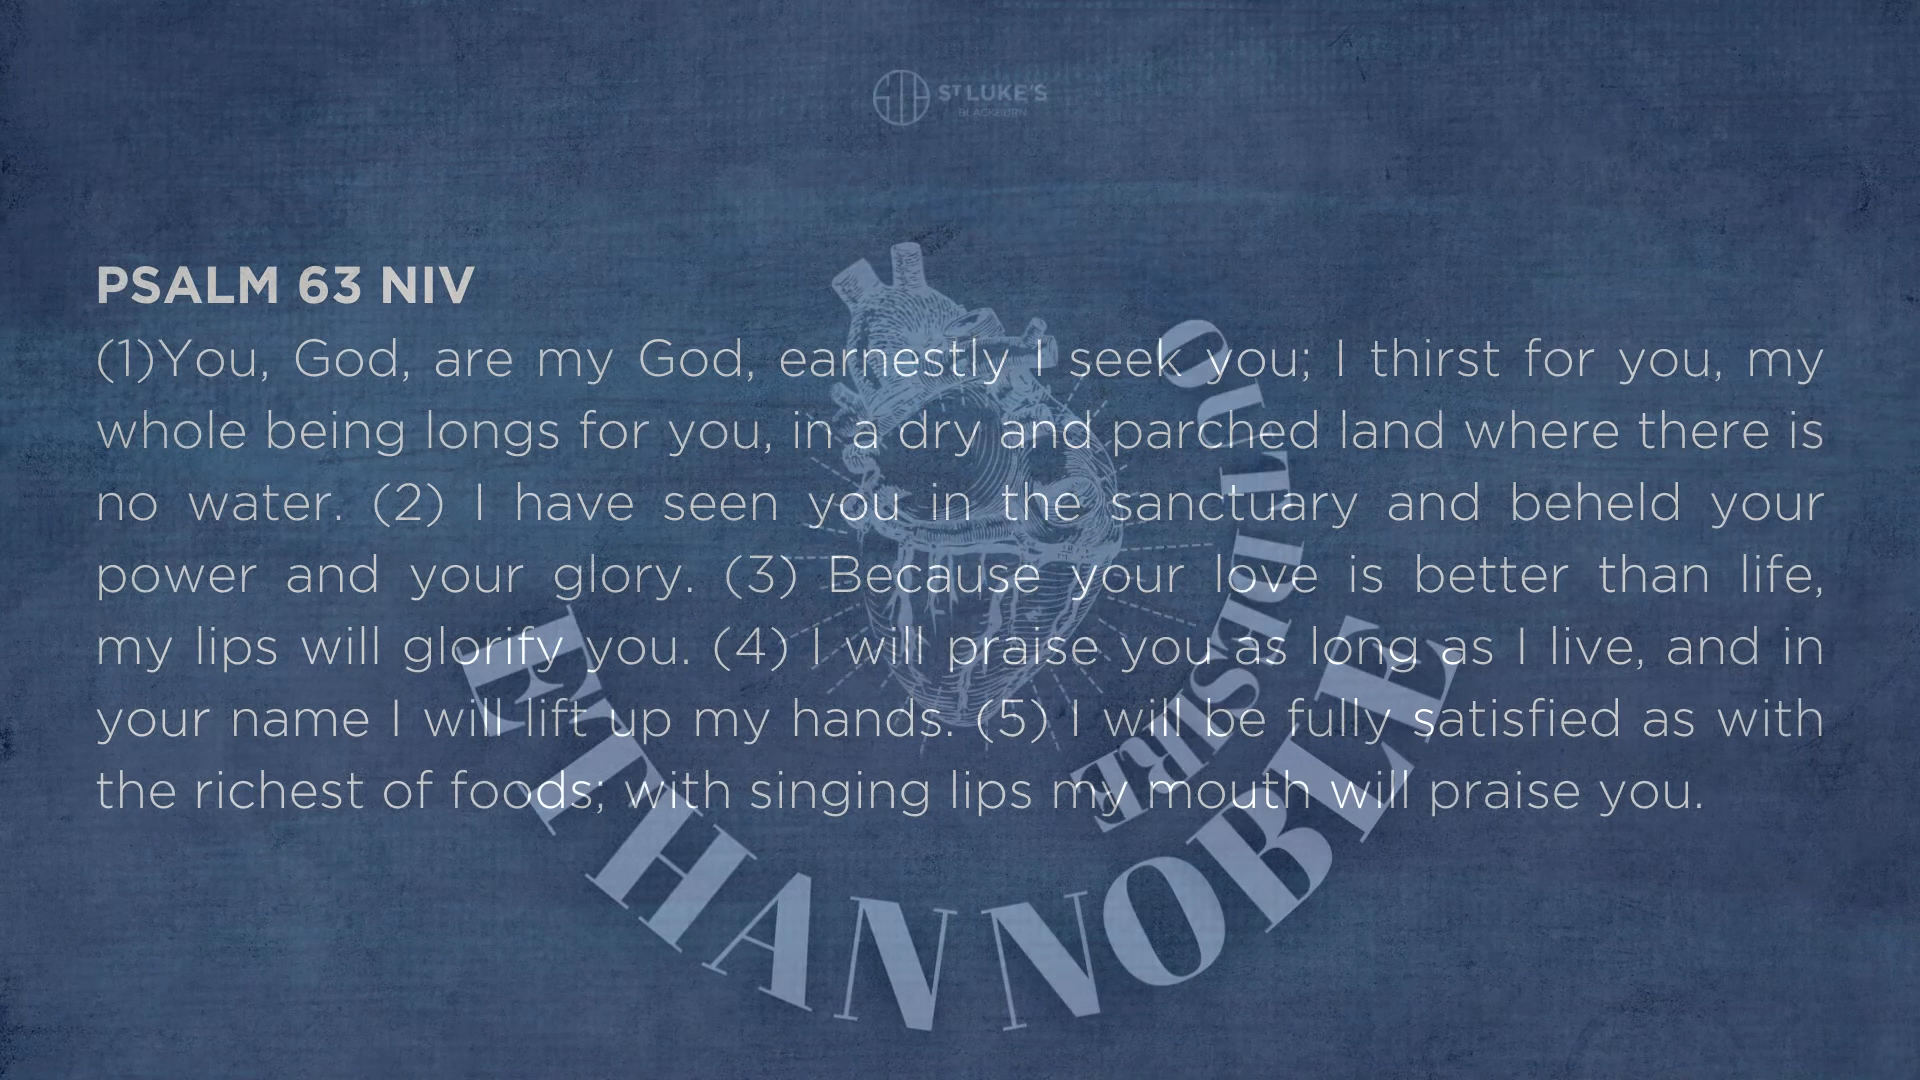 ST LUKE'S
BLACKBURN
PSALM 63 NIV
(1)You, God, are my God, earnestly I seek you; I thirst for you, my
whole being longs for you, in a dry and parched land where there is
no water. (2) I have seen you in the sanctuary and beheld your
power and your glory. (3) Because your love is better than life,
my lips will glorify you. (4) I will praise you as long as I live, and in
your name I will lift up my hands. (5) I will be fully satisfied as with
the richest of foods; with singing lips my mouth will praise you.
ETHAN NOBLE